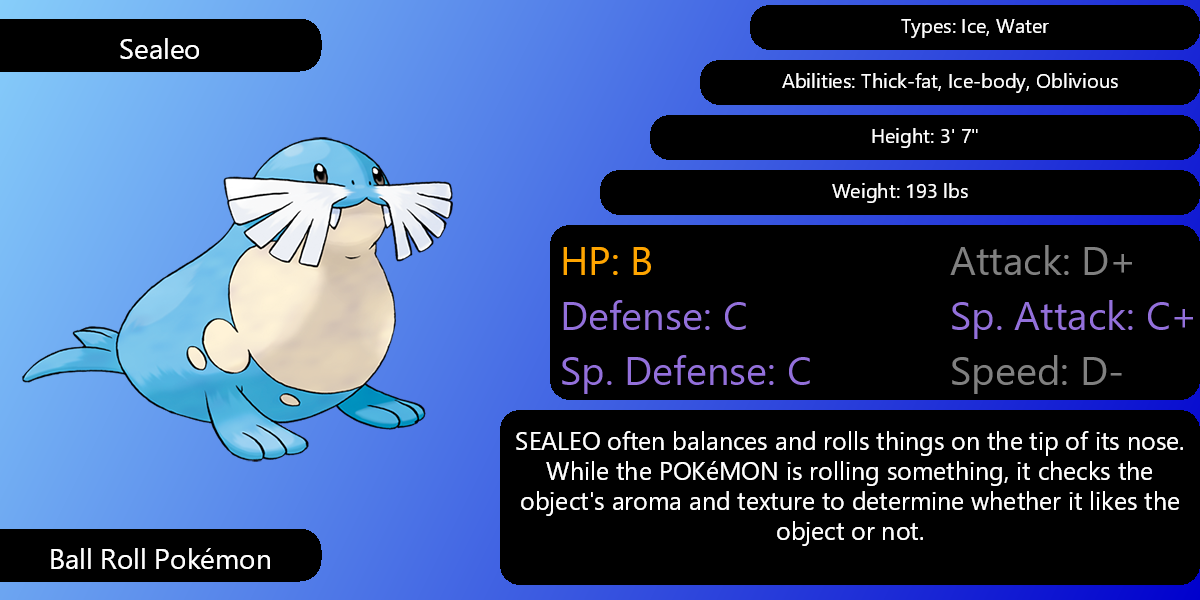 Sealeo
Types: Ice, Water
Abilities: Thick-fat, Ice-body, Oblivious
Height: 3' 7"
Weight: 193 lbs
HP: B
Attack: D+
Defense: C
Sp. Attack: C+
Sp. Defense: C
Speed: D-
SEALEO often balances and rolls things on the tip of its nose.
While the POKéMON is rolling something, it checks the
object's aroma and texture to determine whether it likes the
object or not.
Ball Roll Pokémon